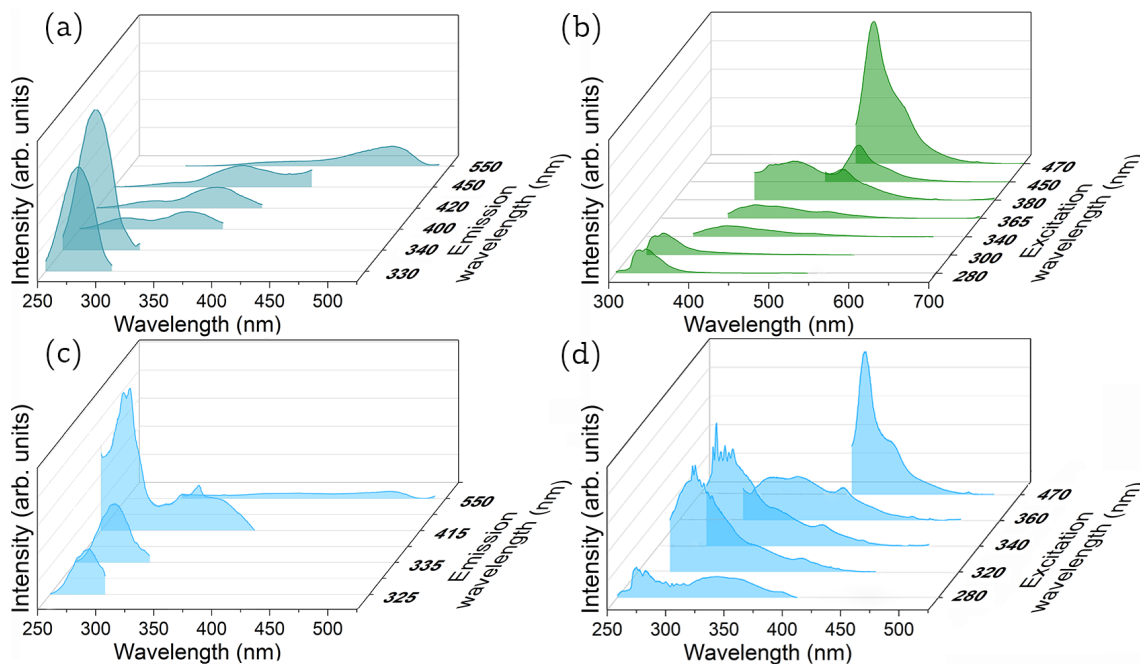 (a)
Intensity (arb. units)
550
450
420
400
340
330
Emission
wavelength (nm)
250 300 350 400 450 500
Wavelength (nm)
(b)
Intensity (arb. units)
470
450
380
365
340
300
280
Excitation
wavelength (nm)
300 400 500 600 700
Wavelength (nm)
(c)
Intensity (arb. units)
550
415
335
325
Emission
wavelength (nm)
250 300 350 400 450 500
Wavelength (nm)
(d)
Intensity (arb. units)
470
360
340
320
280
Excitation
wavelength (nm)
250 300 350 400 450 500
Wavelength (nm)